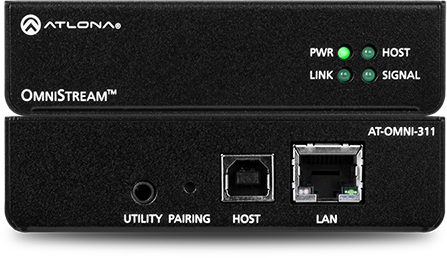 ATLONA®
PWR HOST
LINK SIGNAL
OMNISTREAM™
AT-OMNI-311
UTILITY PAIRING HOST LAN